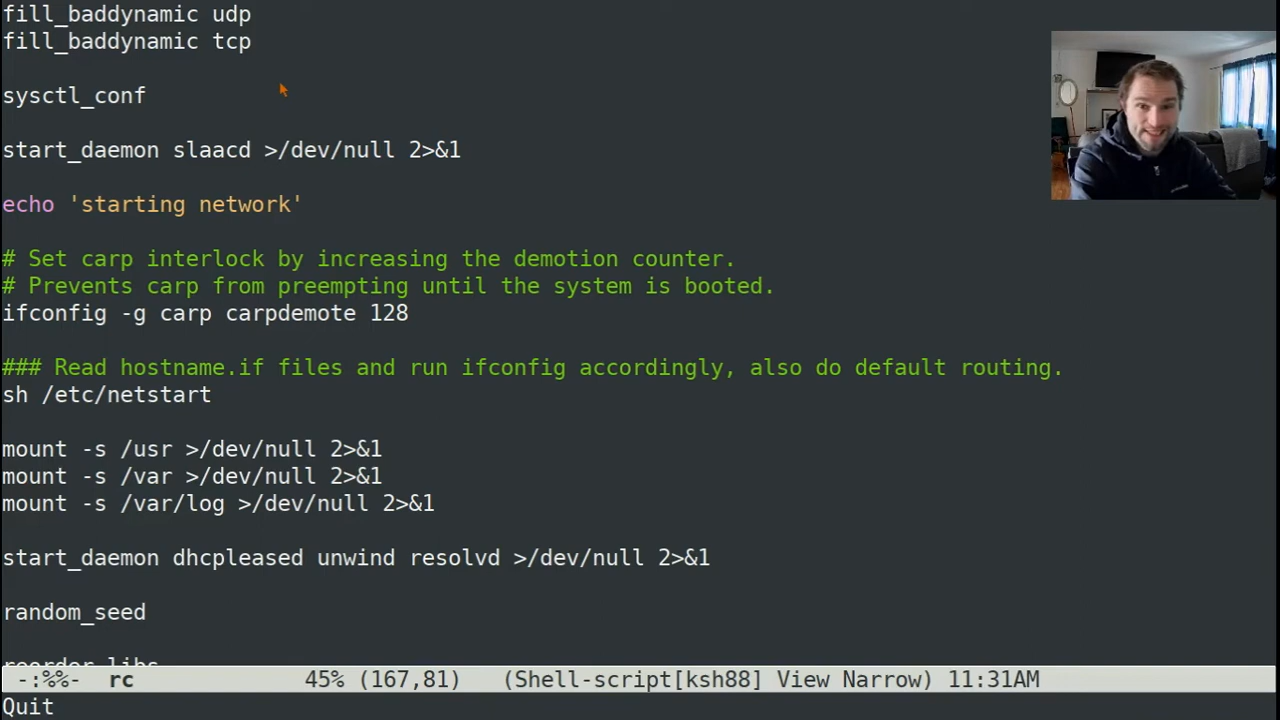 fill_baddynamic udp
fill_baddynamic tcp
sysctl_conf
start_daemon slaacd >/dev/null 2>&1
echo 'starting network'
# Set carp interlock by increasing the demotion counter.
# Prevents carp from preempting until the system is booted.
ifconfig -g carp carpdemote 128
### Read hostname.if files and run ifconfig accordingly, also do default routing.
sh /etc/netstart
mount -s /usr >/dev/null 2>&1
mount -s /var >/dev/null 2>&1
mount -s /var/log >/dev/null 2>&1
start_daemon dhcpleased unwind resolvd >/dev/null 2>&1
random_seed
reorder_libs
-:%%- rc 45% (167,81) (Shell-script[ksh88] View Narrow) 11:31AM
Quit